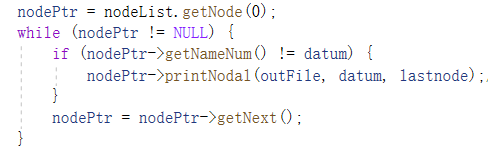 nodePtr = nodeList.getNode(0);
while (nodePtr != NULL) {
    if (nodePtr->getNameNum() != datum) {
        nodePtr->printNodal(outFile, datum, lastnode);
    }
    nodePtr = nodePtr->getNext();
}